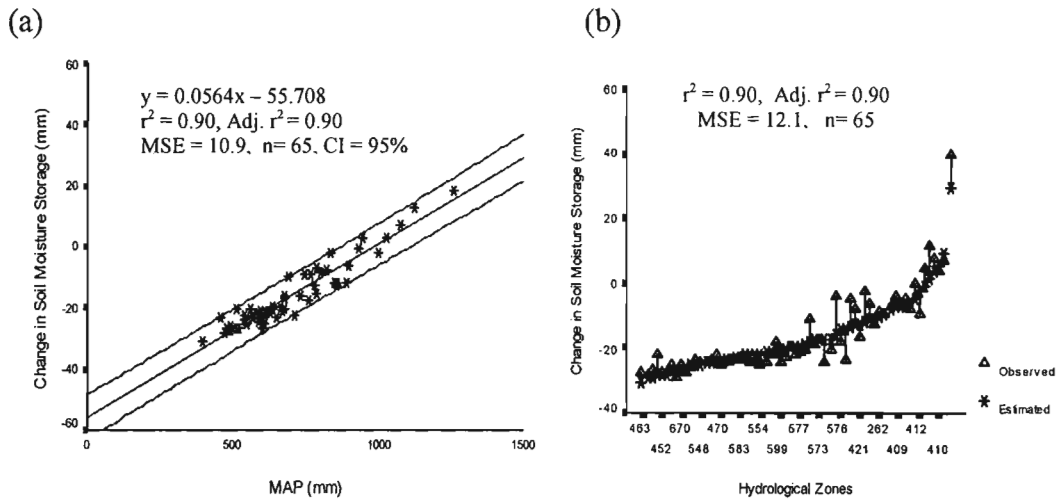 (a)
y = 0.0564x – 55.708
r² = 0.90, Adj. r² = 0.90
MSE = 10.9, n= 65, CI = 95%
Change in Soil Moisture Storage (mm)
60
40
20
0
-20
-40
-60
0
500
1000
1500
MAP (mm)
(b)
r² = 0.90, Adj. r² = 0.90
MSE = 12.1, n= 65
Change in Soil Moisture Storage (mm)
60
40
20
0
-20
-40
463 670 470 554 677 576 262 412
452 548 583 599 573 421 409 410
Hydrological Zones
Observed
Estimated